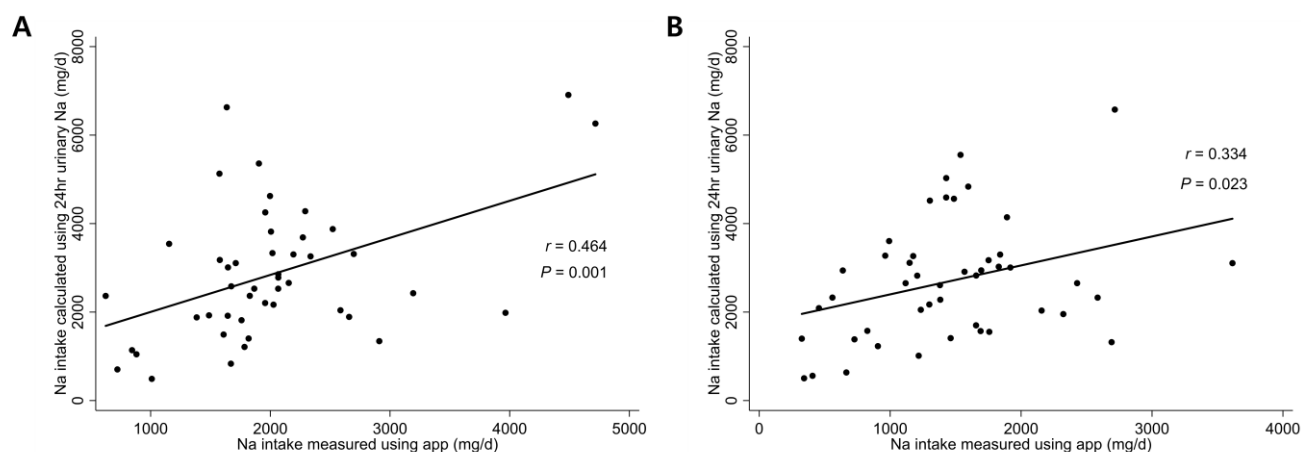 A
Na intake calculated using 24hr urinary Na (mg/d)
8000
6000
4000
2000
0
r = 0.464
P = 0.001
1000
2000
3000
4000
5000
Na intake measured using app (mg/d)
B
Na intake calculated using 24hr urinary Na (mg/d)
8000
6000
4000
2000
0
r = 0.334
P = 0.023
0
1000
2000
3000
4000
Na intake measured using app (mg/d)